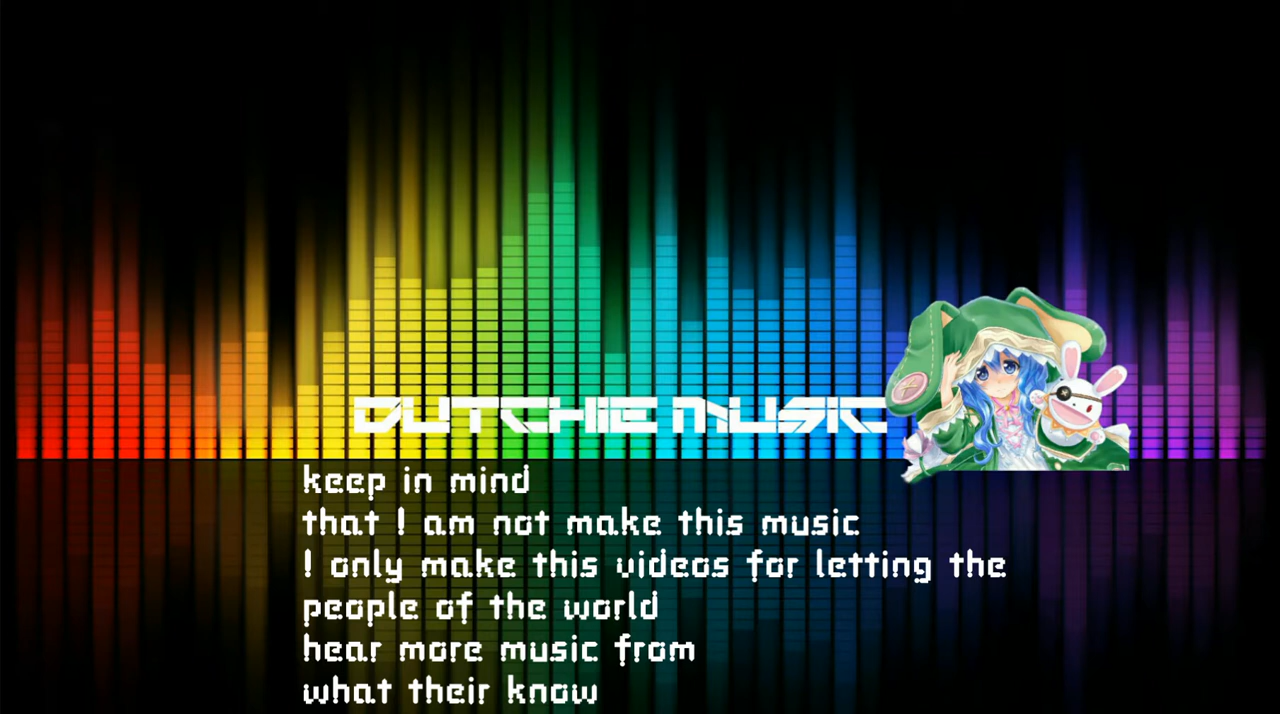 DUTCHIE MUSIC
keep in mind
that I am not make this music
I only make this videos for letting the
people of the world
hear more music from
what their know